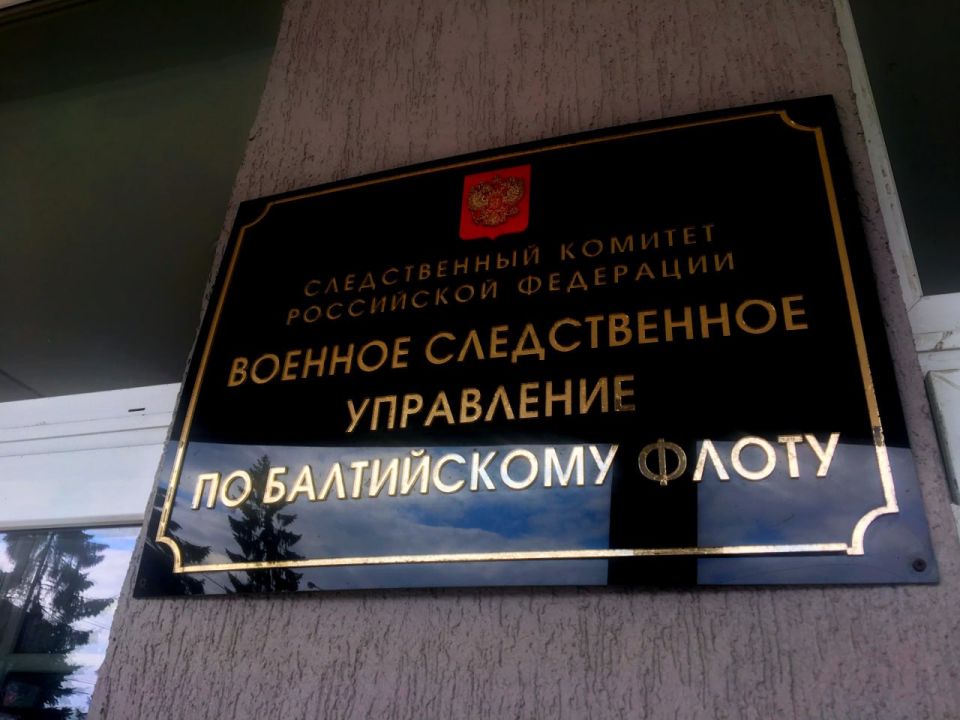 СЛЕДСТВЕННЫЙ КОМИТЕТ
РОССИЙСКОЙ ФЕДЕРАЦИИ
ВОЕННОЕ СЛЕДСТВЕННОЕ
УПРАВЛЕНИЕ
ПО БАЛТИЙСКОМУ ФЛОТУ